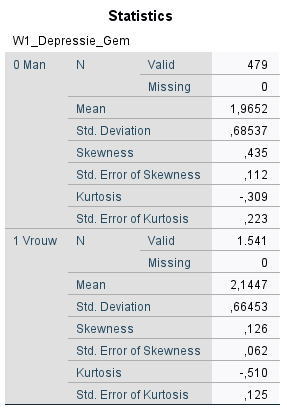 Statistics
W1_Depressie_Gem
0 Man N Valid 479
Missing 0
Mean 1,9652
Std. Deviation ,68537
Skewness ,435
Std. Error of Skewness ,112
Kurtosis -,309
Std. Error of Kurtosis ,223
1 Vrouw N Valid 1.541
Missing 0
Mean 2,1447
Std. Deviation ,66453
Skewness ,126
Std. Error of Skewness ,062
Kurtosis -,510
Std. Error of Kurtosis ,125